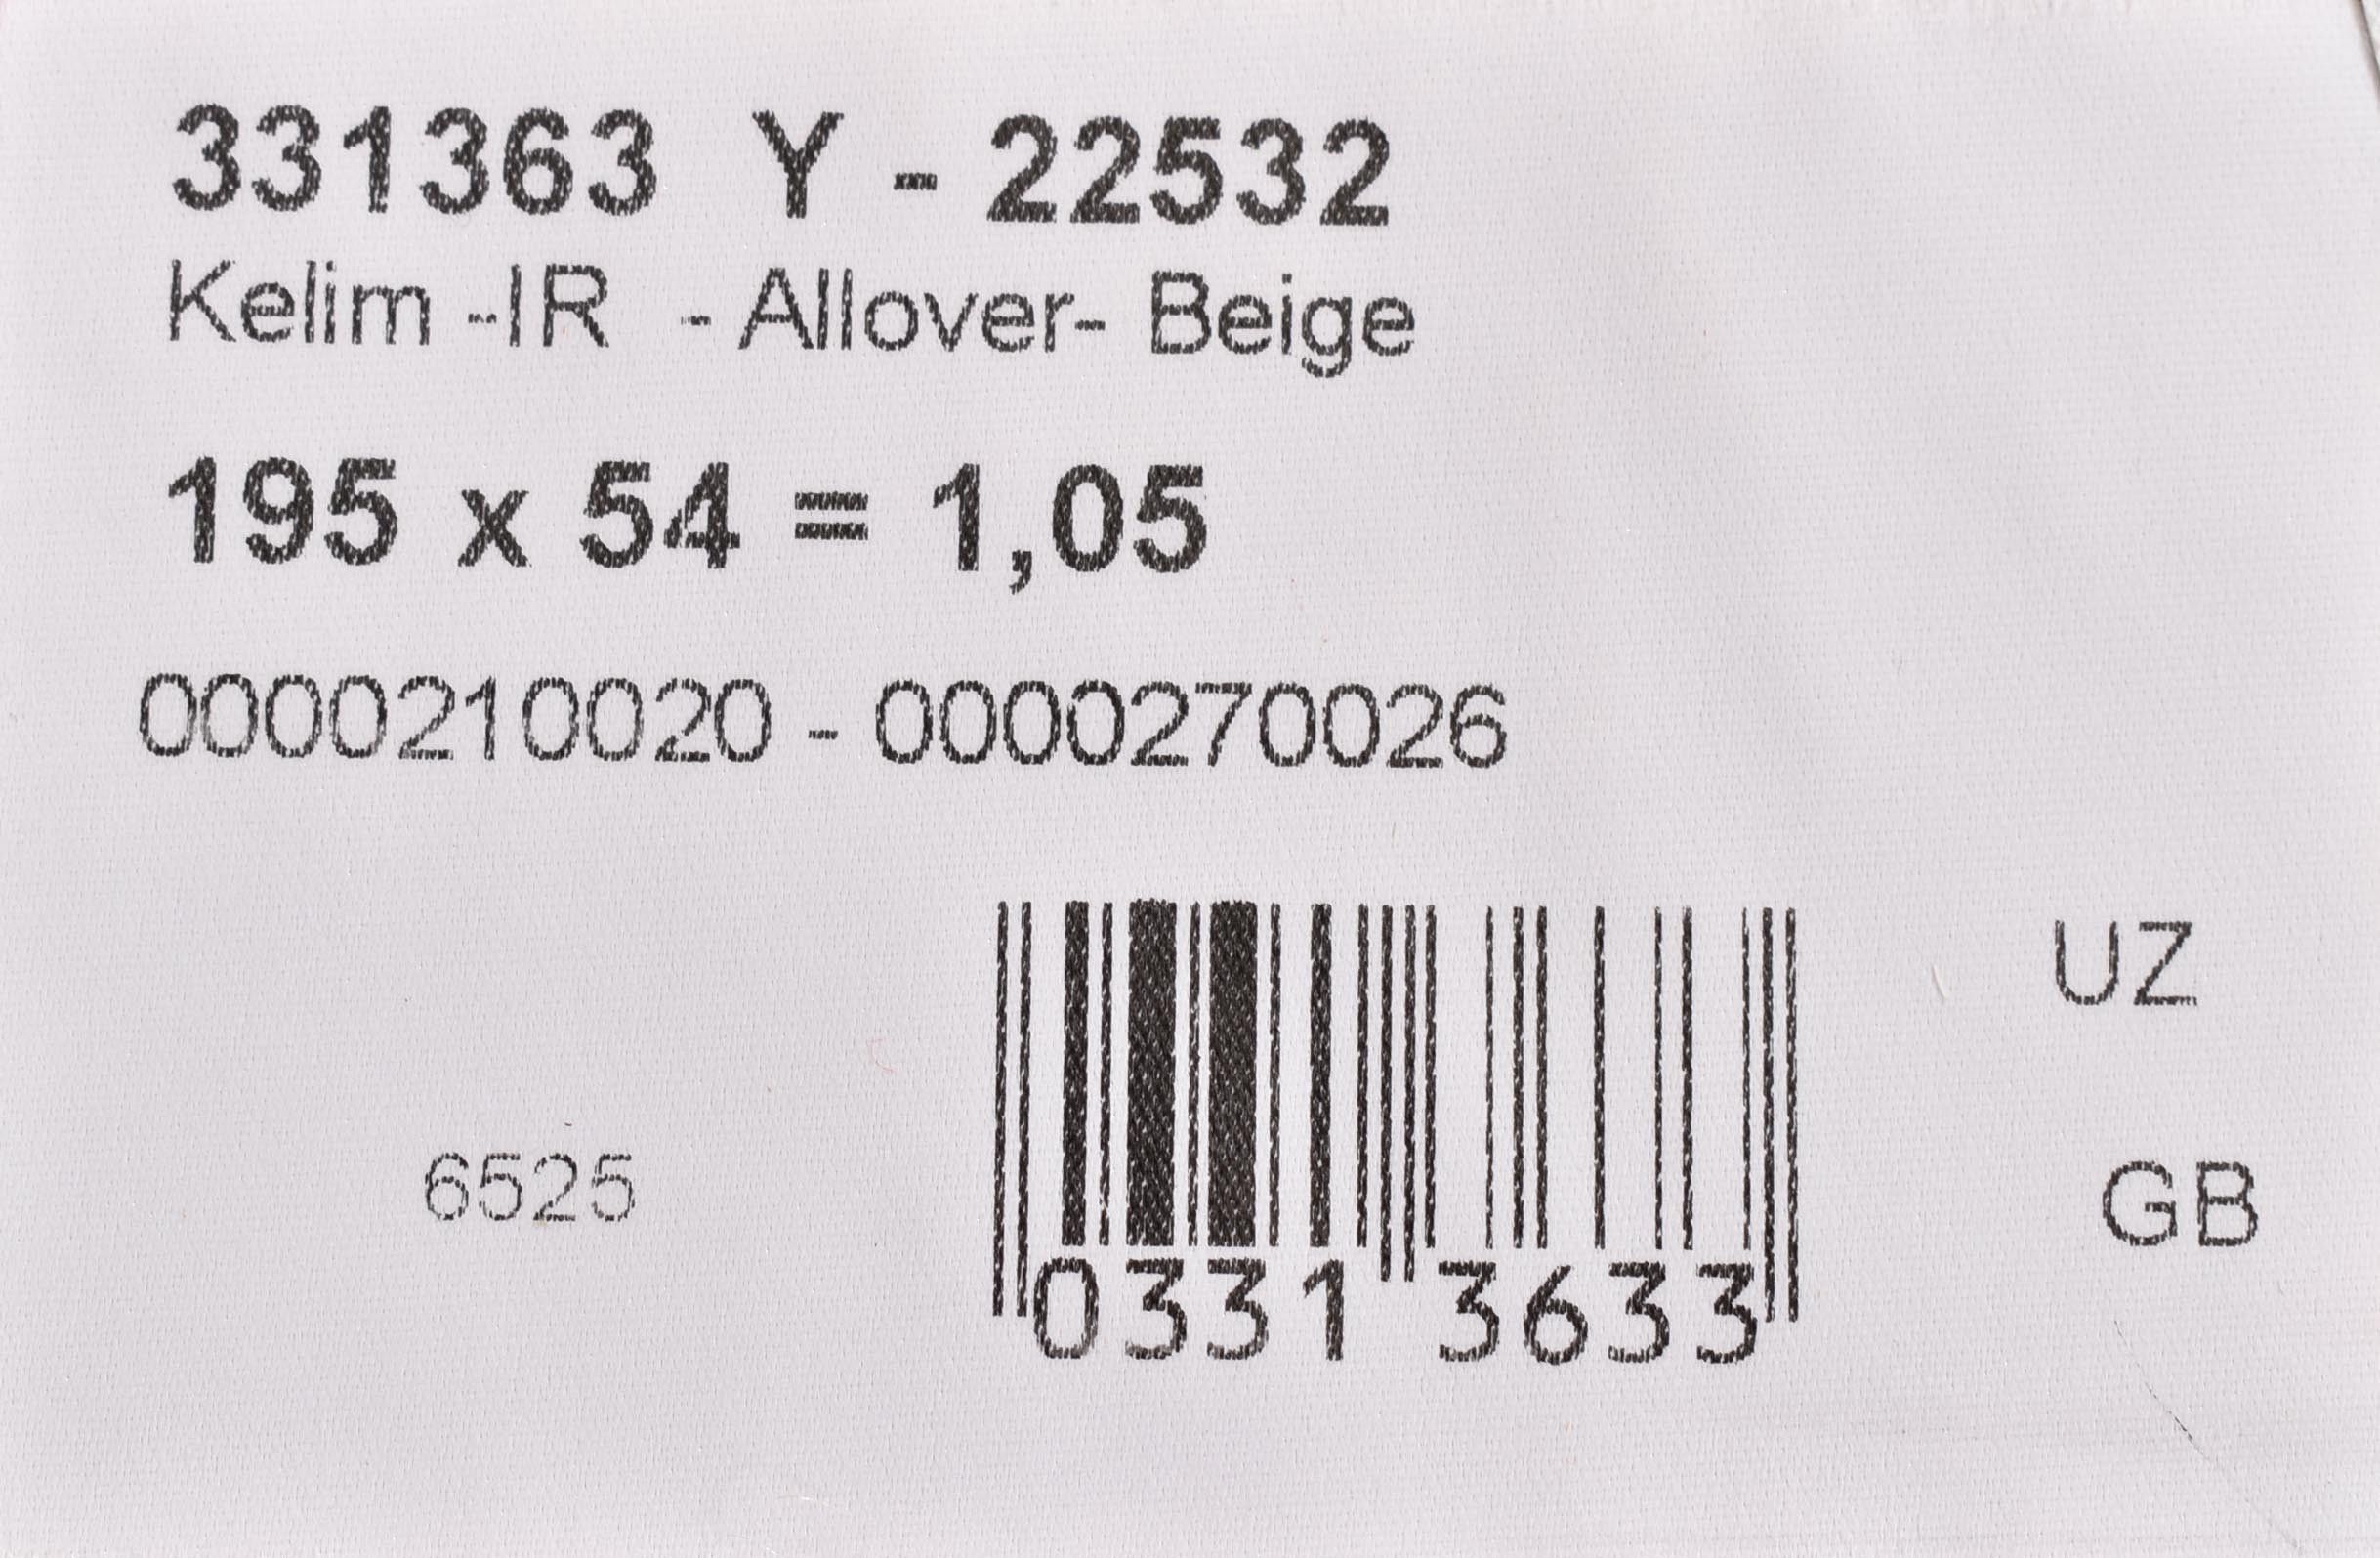 331363 Y - 22532
Kelim -IR - Allover- Beige
195 x 54 = 1,05
0000210020 - 0000270026
UZ
6525
GB
0331 3633